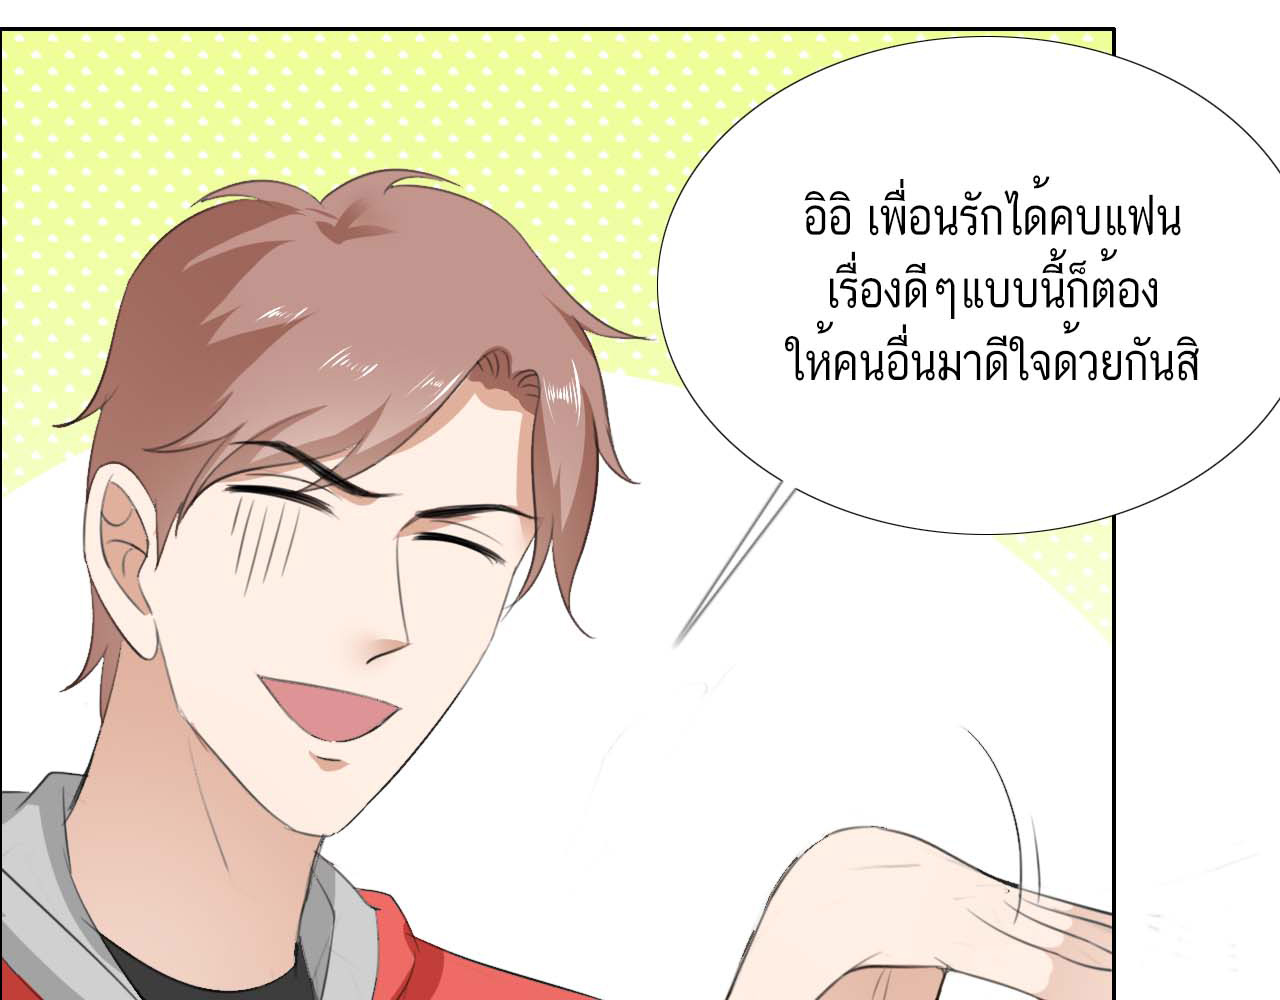 อิอิ เพื่อนรักได้คบแฟน
เรื่องดีๆแบบนี้ก็ต้อง
ให้คนอื่นมาดีใจด้วยกันสิ